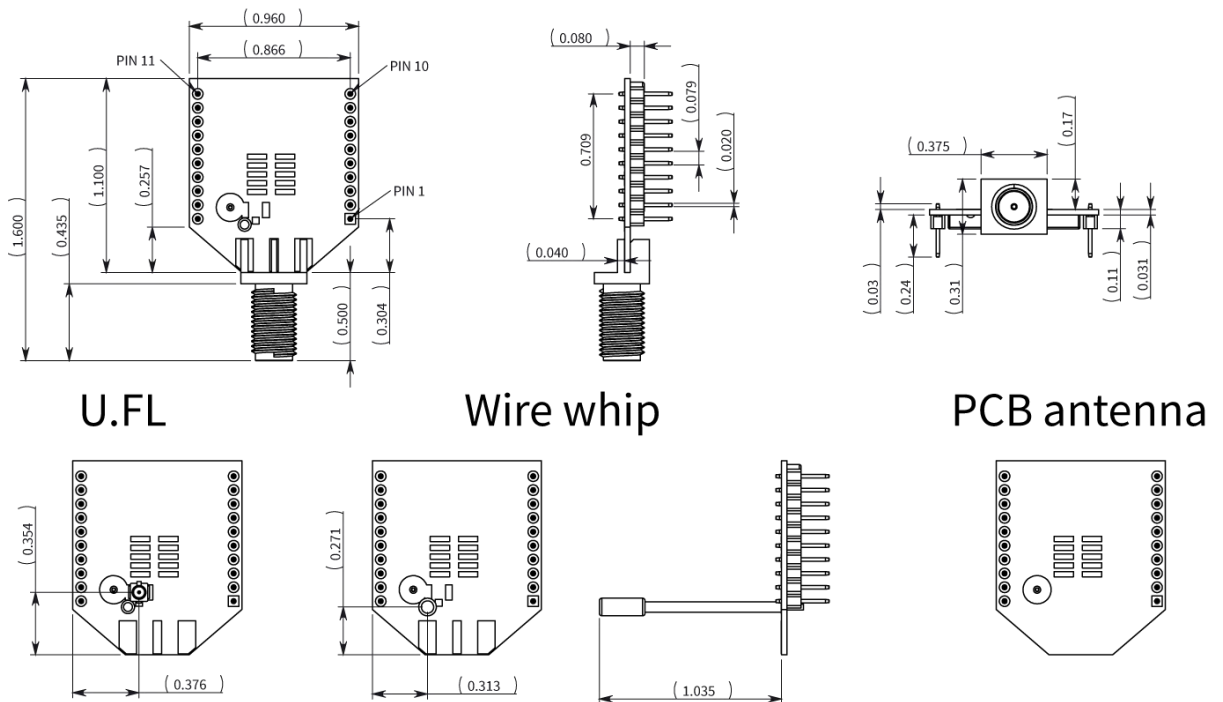 ( 0.960 )
( 0.866 )
PIN 11
PIN 10
PIN 1
( 1.600 )
( 1.100 )
( 0.435 )
( 0.257 )
( 0.500 )
( 0.304 )
( 0.080 )
0.709
( 0.079 )
( 0.020 )
( 0.040 )
( 0.375 )
( 0.17 )
( 0.03 )
( 0.24 )
( 0.31 )
( 0.11 )
( 0.031 )
U.FL
Wire whip
PCB antenna
( 0.354 )
( 0.376 )
( 0.271 )
( 0.313 )
( 1.035 )